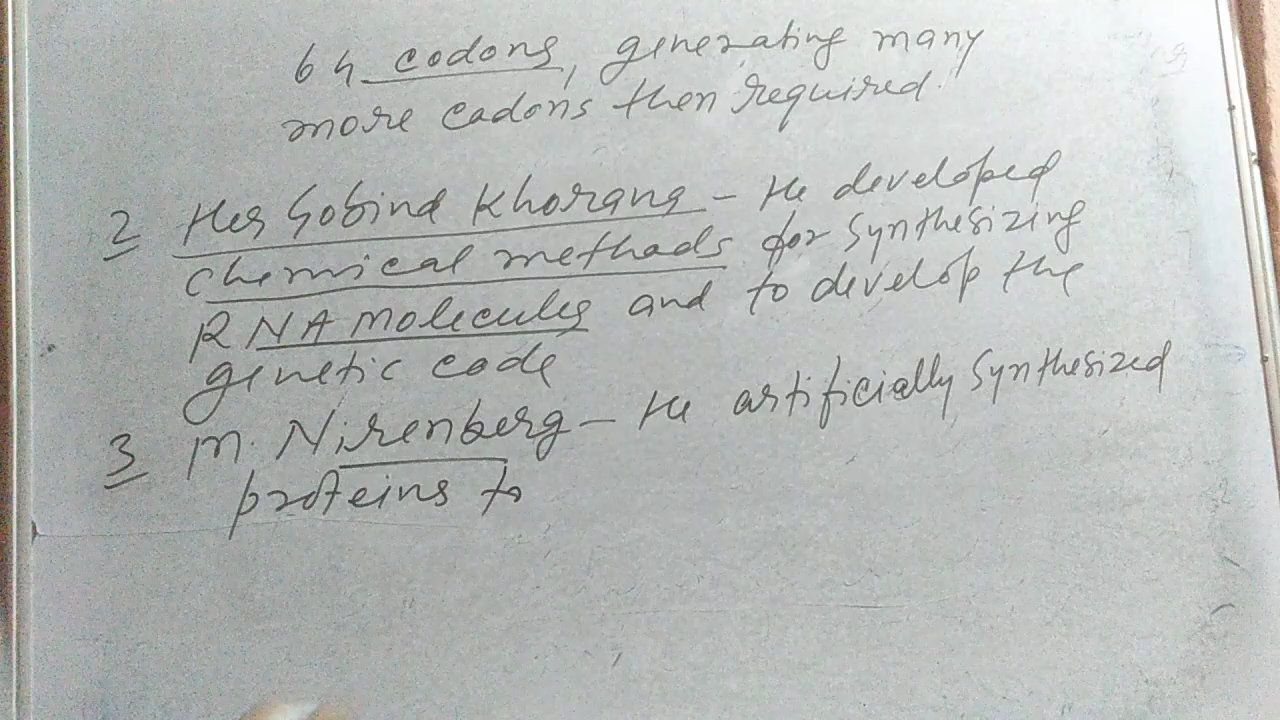 64 codons, generating many
more cadons then required.
2 Her Gobind Khorana - He developed
chemical methods for synthesizing
RNA molecules and to develop the
genetic code
3 M. Nirenberg - He artificially synthesized
proteins to